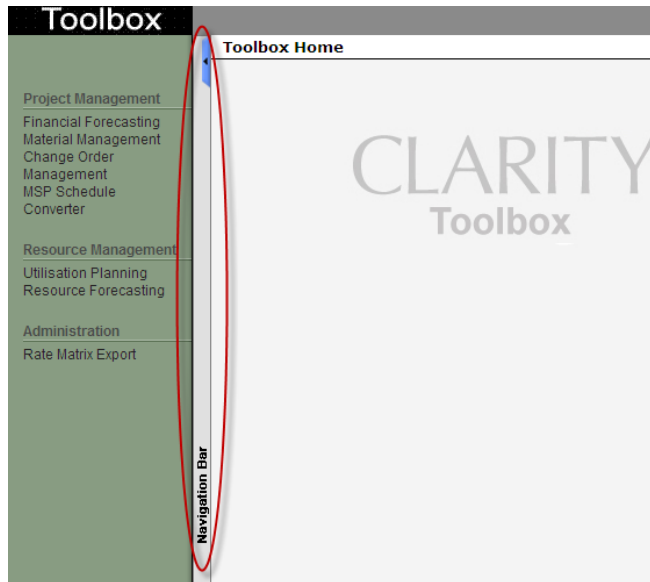 Toolbox
Toolbox Home
Project Management
Financial Forecasting
Material Management
Change Order
Management
MSP Schedule
Converter
Resource Management
Utilisation Planning
Resource Forecasting
Administration
Rate Matrix Export
Navigation Bar
CLARITY
Toolbox